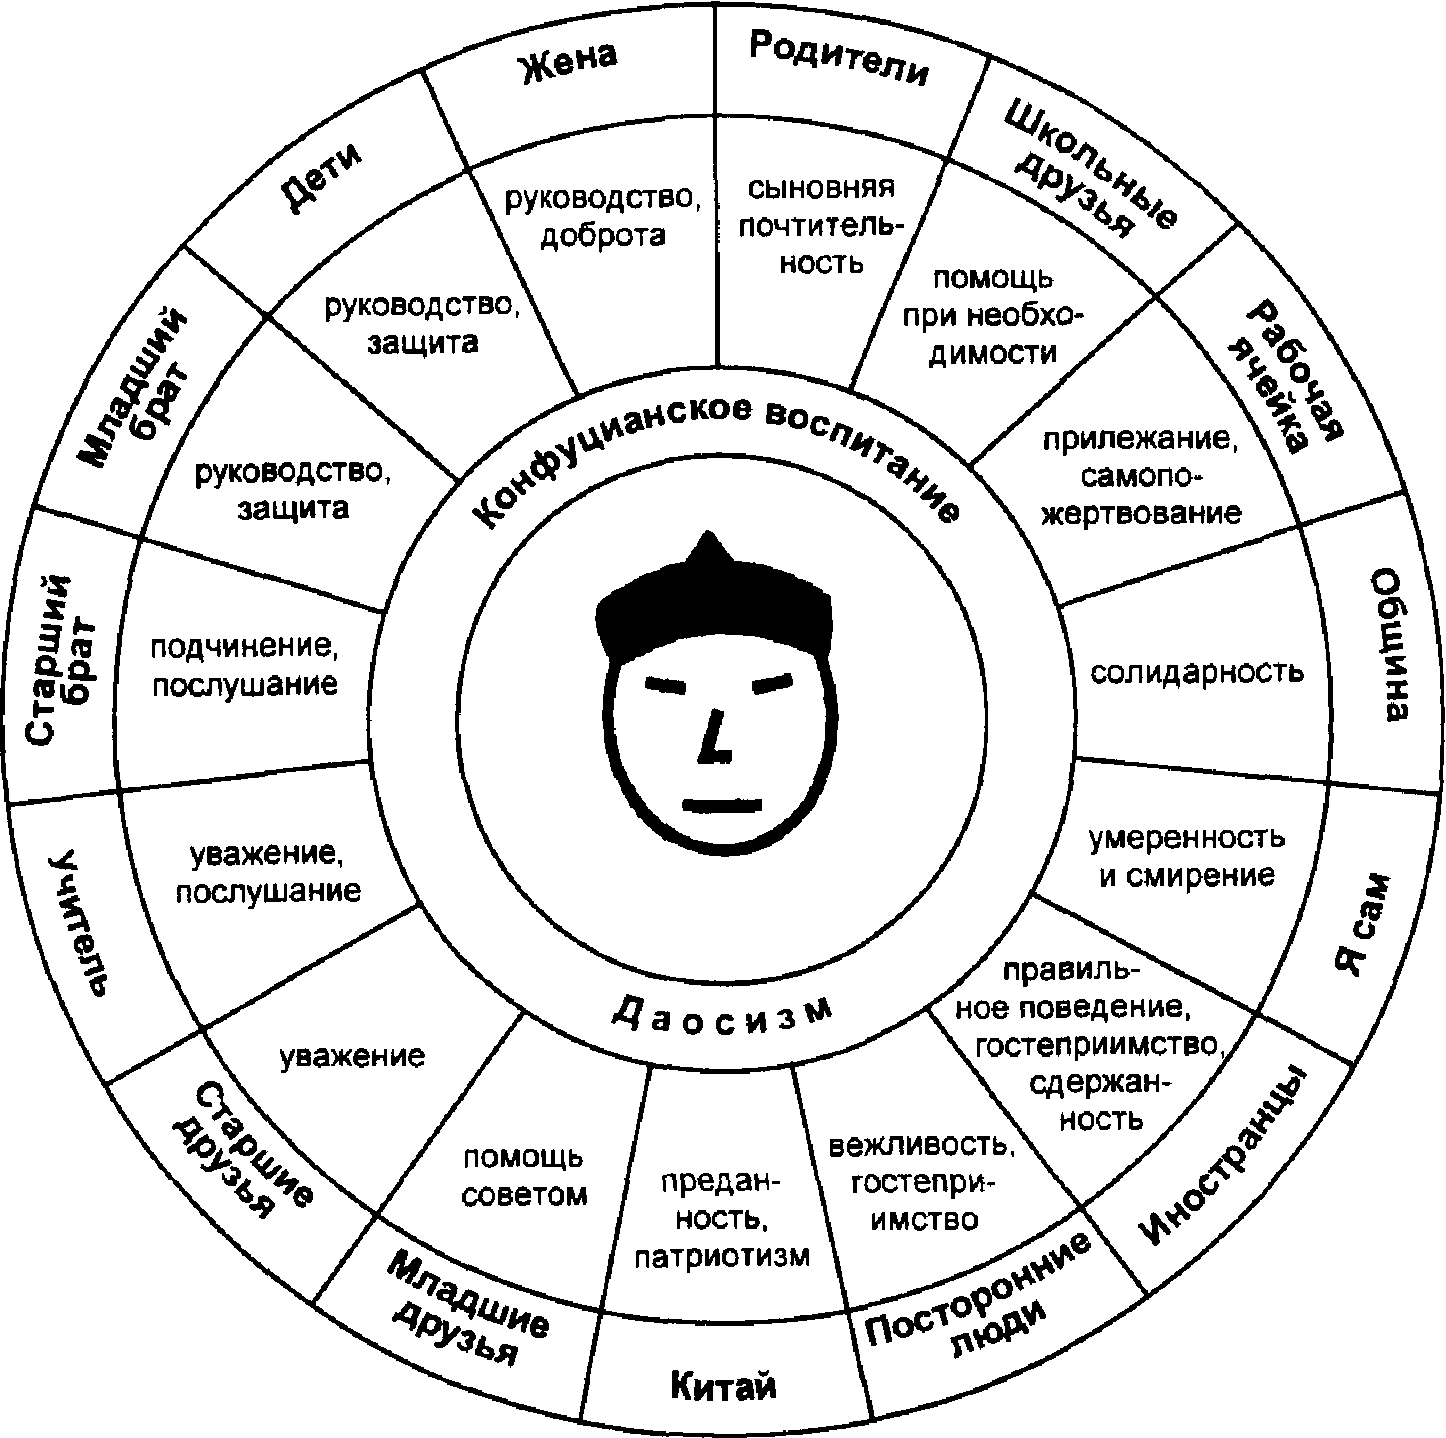 Родители
сыновняя
почтитель-
ность
Школьные
друзья
помощь
при необхо-
димости
Рабочая
ячейка
прилежание,
самопо-
жертвование
Община
солидарность
Я сам
умеренность
и смирение
Иностранцы
правиль-
ное поведение,
гостеприимство,
сдержан-
ность
Посторонние
люди
вежливость,
гостепри-
имство
Китай
предан-
ность,
патриотизм
Младшие
друзья
помощь
советом
Старшие
друзья
уважение
Учитель
уважение,
послушание
Старший
брат
подчинение,
послушание
Младший
брат
руководство,
защита
Дети
руководство,
защита
Жена
руководство,
доброта
Конфуцианское воспитание
Даосизм